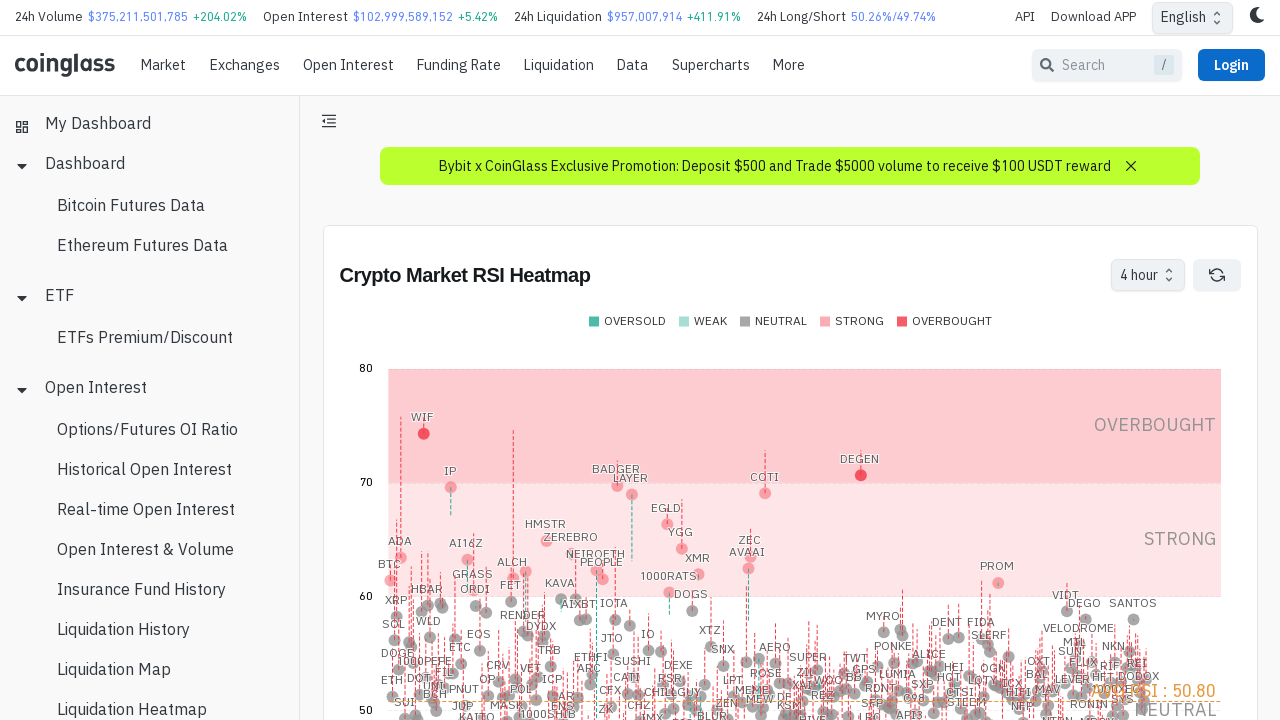 24h Volume $375,211,501,785 +204.02% Open Interest $102,999,589,152 +5.42% 24h Liquidation $957,007,914 +411.91% 24h Long/Short 50.26%/49.74% API Download APP English
coinglass Market Exchanges Open Interest Funding Rate Liquidation Data Supercharts More Search / Login
My Dashboard
Dashboard
Bitcoin Futures Data
Ethereum Futures Data
ETF
ETFs Premium/Discount
Open Interest
Options/Futures OI Ratio
Historical Open Interest
Real-time Open Interest
Open Interest & Volume
Insurance Fund History
Liquidation History
Liquidation Map
Liquidation Heatmap
Bybit x CoinGlass Exclusive Promotion: Deposit $500 and Trade $5000 volume to receive $100 USDT reward
Crypto Market RSI Heatmap 4 hour
OVERSOLD WEAK NEUTRAL STRONG OVERBOUGHT
80
WIF OVERBOUGHT
DEGEN
BADGER
IP LAYER COTI
70
EGLD
HMSTR
YGG
ZEREBRO
ADA AI16Z ZEC STRONG
NEIROETH AVAAI
BTC ALCH PEOPLE XMR PROM
GRASS 1000RATS
HBAR ORDI FET KAVA
DOGS VIDT
60
XRP AIXBT IOTA DEGO SANTOS
RENDER MYRO
SOL WLD DYDX DENT FIDA
EOS JTO IO XTZ VELODROME
SLERF
ETC TRB SNX AERO PONKE MTL NKN
DOGE 1000PEPE ETHFI SUSHI SUPER TWT ALICE SUN
CRV VET ARC DEXE OXT FLUX RIF REI
ETH DOT FIL OP ICP CATI RSR LPT ROSE ZIL GPS ILUMIA HEI OG BAL LEVER HFT DODOX
UNI PNUT POL CFX CHILLGUY MEME BB HOT LQTY
SUI BCH MASK ENS CHZ ZEN MEW C98 STEEM HIFI MAV RONIN RSI : 50.80
50 1000SHIB BLUR API3 NFP NEUTRAL
KAITO